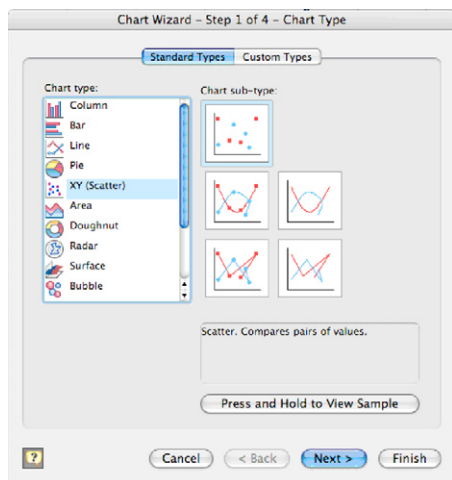 Chart Wizard – Step 1 of 4 – Chart Type
Standard Types Custom Types
Chart type:
Column
Bar
Line
Pie
XY (Scatter)
Area
Doughnut
Radar
Surface
Bubble
Chart sub-type:
Scatter. Compares pairs of values.
Press and Hold to View Sample
? Cancel < Back Next > Finish